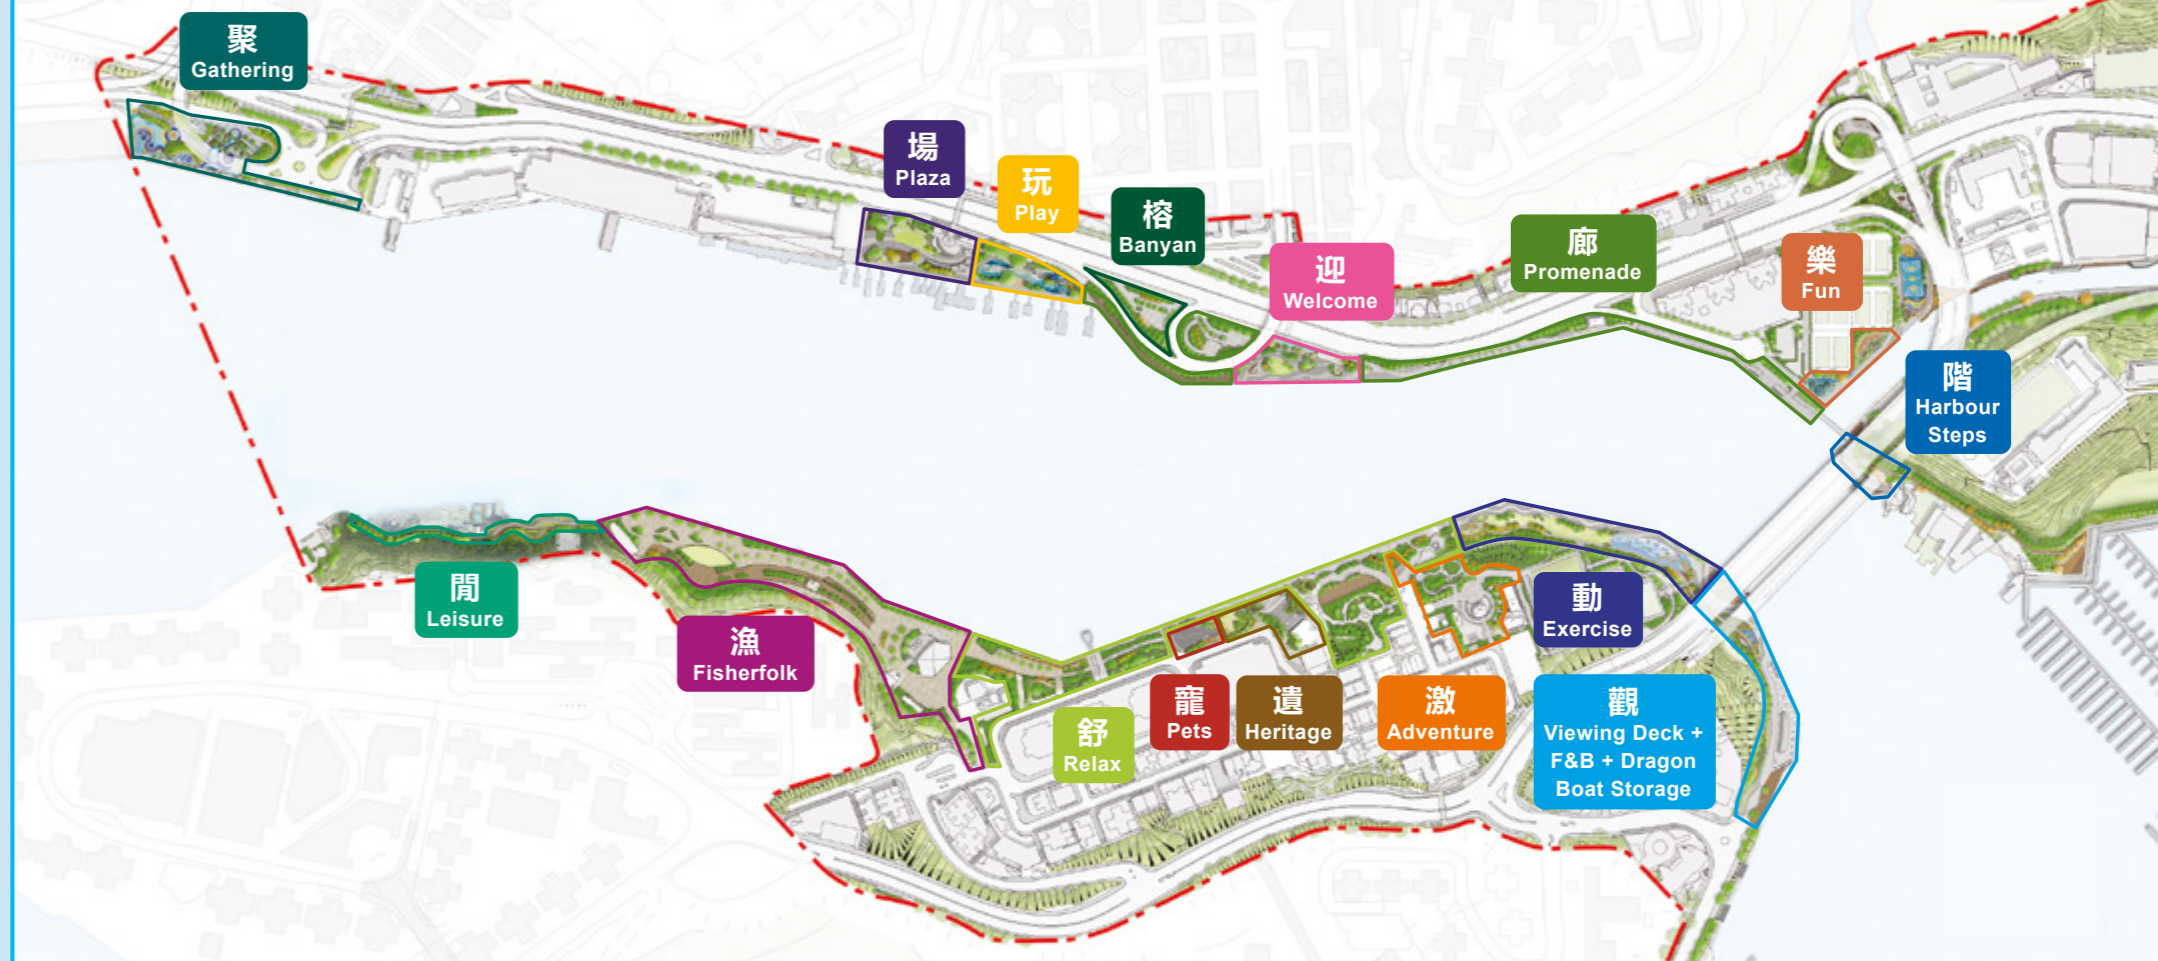 聚
Gathering
場
Plaza
玩
Play
榕
Banyan
迎
Welcome
廊
Promenade
樂
Fun
階
Harbour
Steps
閒
Leisure
漁
Fisherfolk
舒
Relax
寵
Pets
遺
Heritage
激
Adventure
動
Exercise
觀
Viewing Deck +
F&B + Dragon
Boat Storage